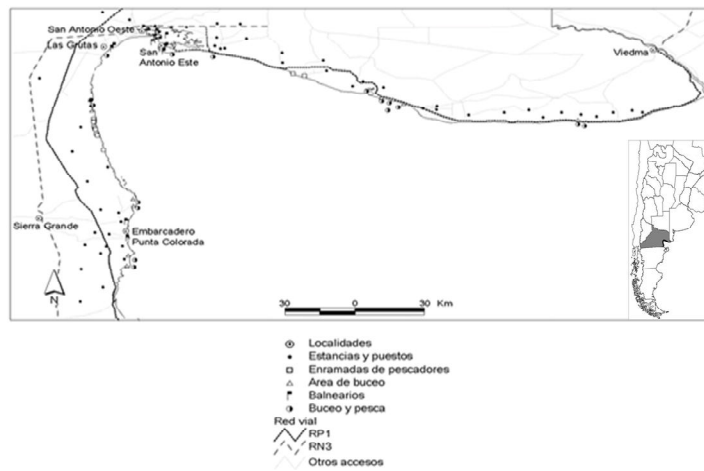 San Antonio Oeste
Las Grutas
San
Antonio Este
Viedma
Sierra Grande
Embarcadero
Punta Colorada
N
30 0 30 Km
Localidades
Estancias y puestos
Enramadas de pescadores
Area de buceo
Balnearios
Buceo y pesca
Red vial
RP1
RN3
Otros accesos